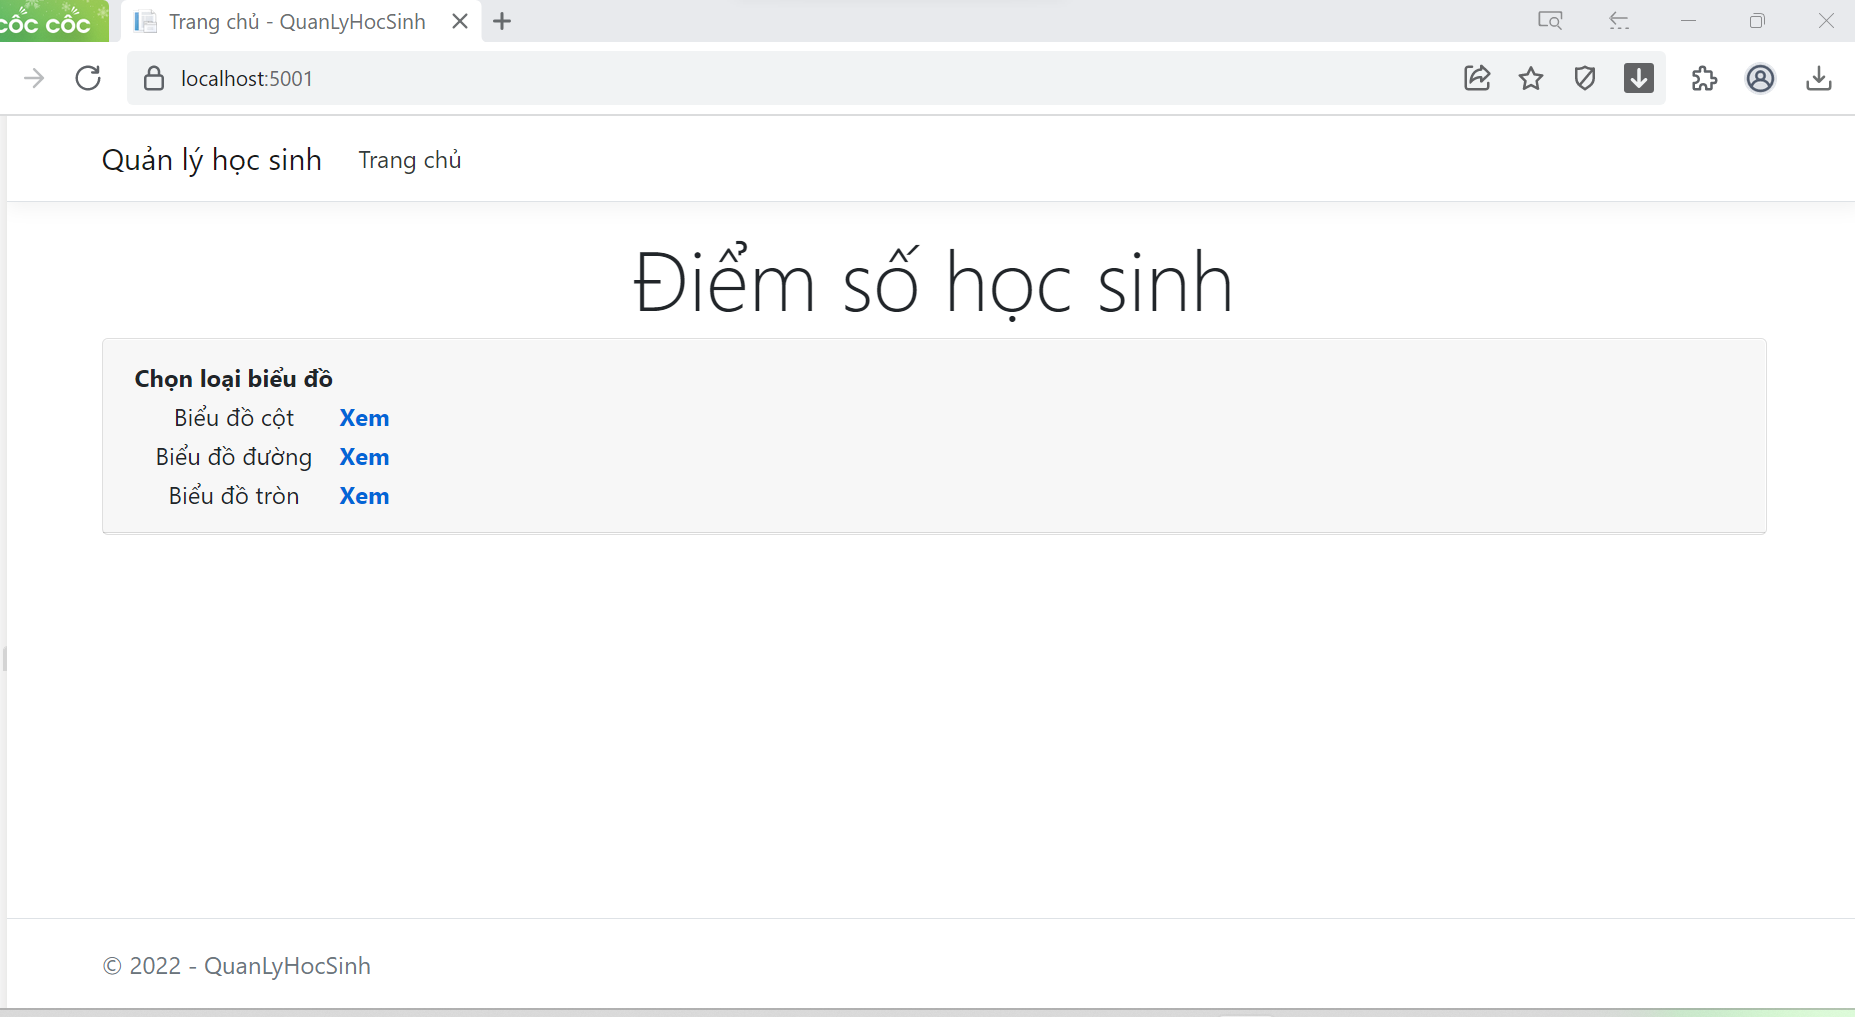 cốc cốc
Trang chủ - QuanLyHocSinh
localhost:5001
Quản lý học sinh Trang chủ
Điểm số học sinh
Chọn loại biểu đồ
Biểu đồ cột Xem
Biểu đồ đường Xem
Biểu đồ tròn Xem
© 2022 - QuanLyHocSinh